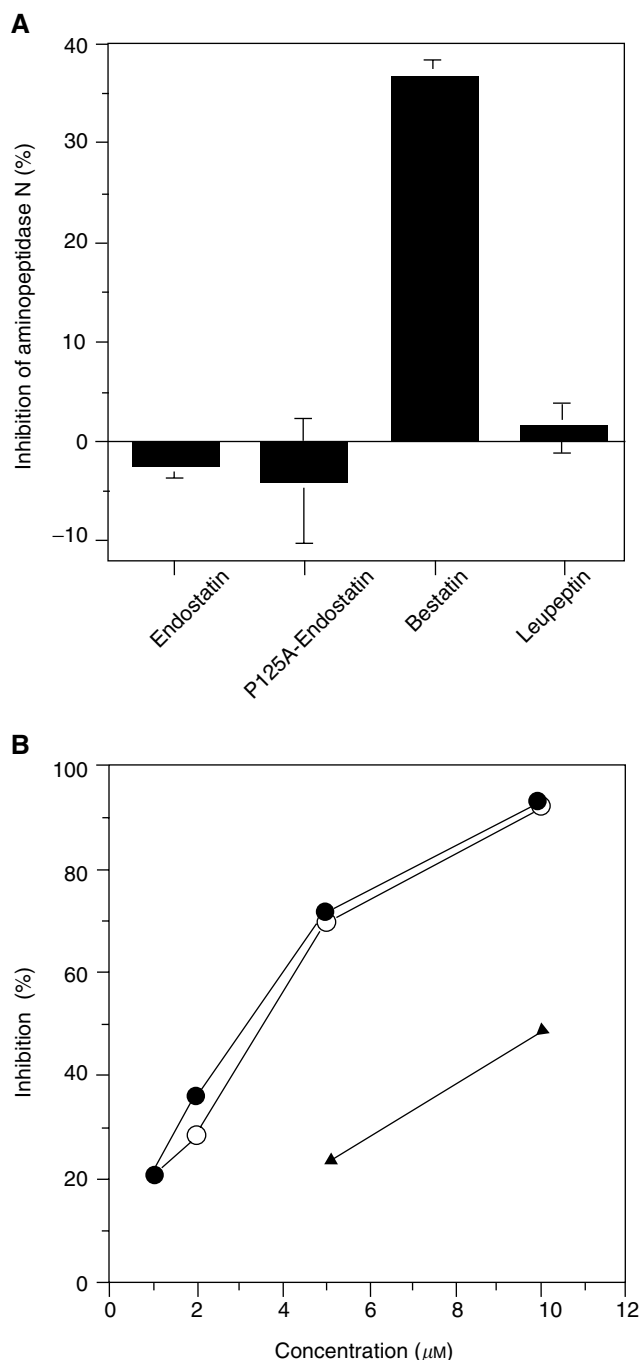 A
Inhibition of aminopeptidase N (%)
40
30
20
10
0
−10
Endostatin
P125A-Endostatin
Bestatin
Leupeptin
B
Inhibition (%)
100
80
60
40
20
0
0 2 4 6 8 10 12
Concentration (μM)